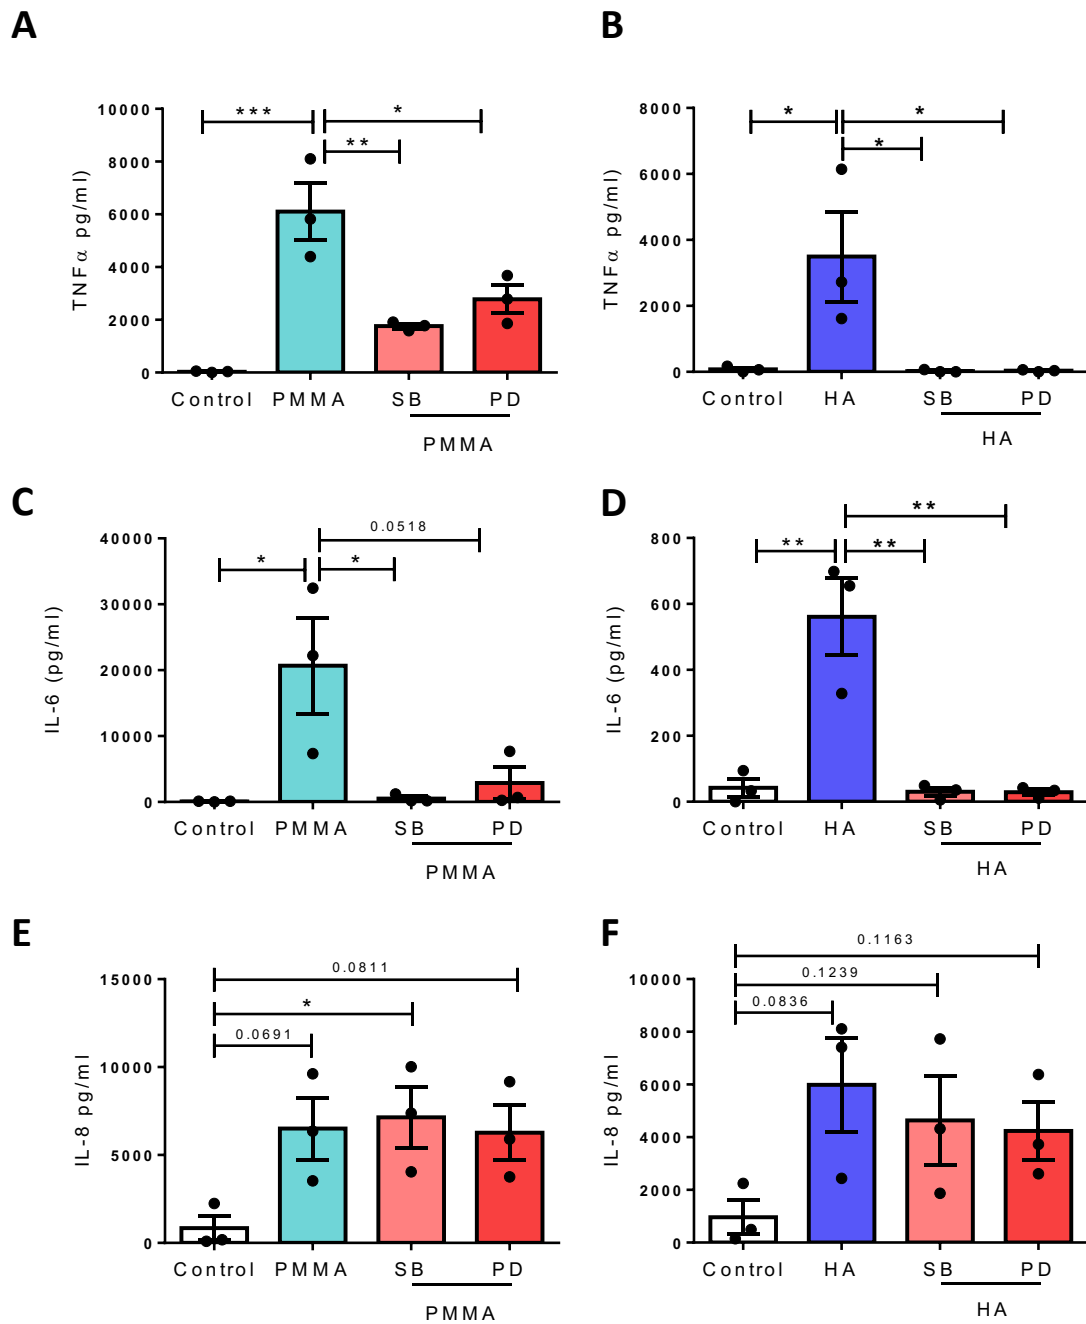 A
TNFα pg/ml
10000
8000
6000
4000
2000
0
***
*
**
Control PMMA SB PD
PMMA
B
TNFα pg/ml
8000
6000
4000
2000
0
*
*
*
Control HA SB PD
HA
C
IL-6 (pg/ml)
40000
30000
20000
10000
0
0.0518
*
*
Control PMMA SB PD
PMMA
D
IL-6 (pg/ml)
800
600
400
200
0
**
**
**
Control HA SB PD
HA
E
IL-8 pg/ml
15000
10000
5000
0
0.0811
*
0.0691
Control PMMA SB PD
PMMA
F
IL-8 pg/ml
10000
8000
6000
4000
2000
0
0.1163
0.1239
0.0836
Control HA SB PD
HA